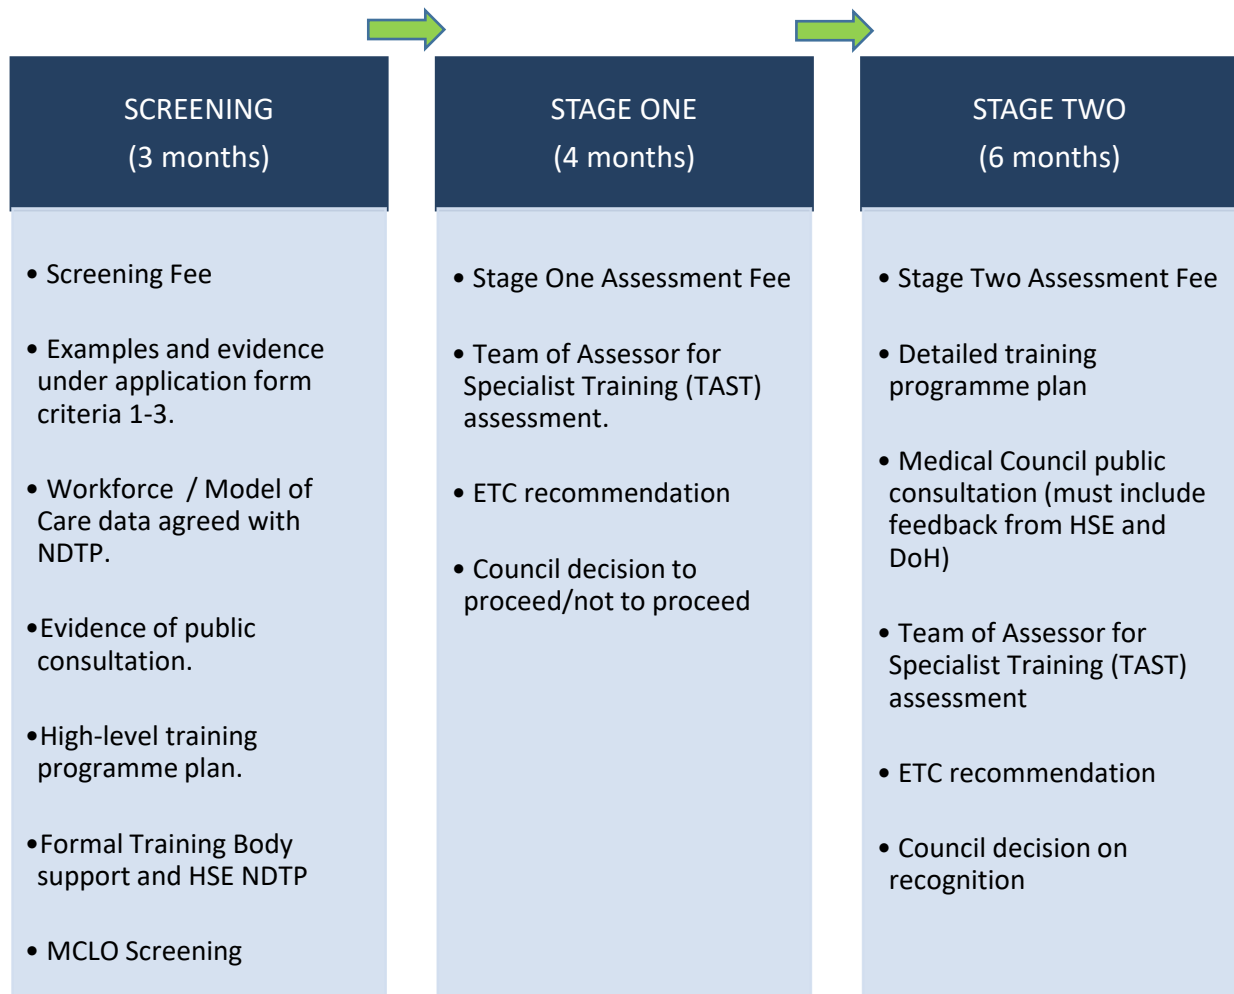 SCREENING
(3 months)
• Screening Fee
• Examples and evidence
under application form
criteria 1-3.
• Workforce / Model of
Care data agreed with
NDTP.
•Evidence of public
consultation.
•High-level training
programme plan.
•Formal Training Body
support and HSE NDTP
• MCLO Screening
STAGE ONE
(4 months)
• Stage One Assessment Fee
• Team of Assessor for
Specialist Training (TAST)
assessment.
• ETC recommendation
• Council decision to
proceed/not to proceed
STAGE TWO
(6 months)
• Stage Two Assessment Fee
• Detailed training
programme plan
• Medical Council public
consultation (must include
feedback from HSE and
DoH)
• Team of Assessor for
Specialist Training (TAST)
assessment
• ETC recommendation
• Council decision on
recognition